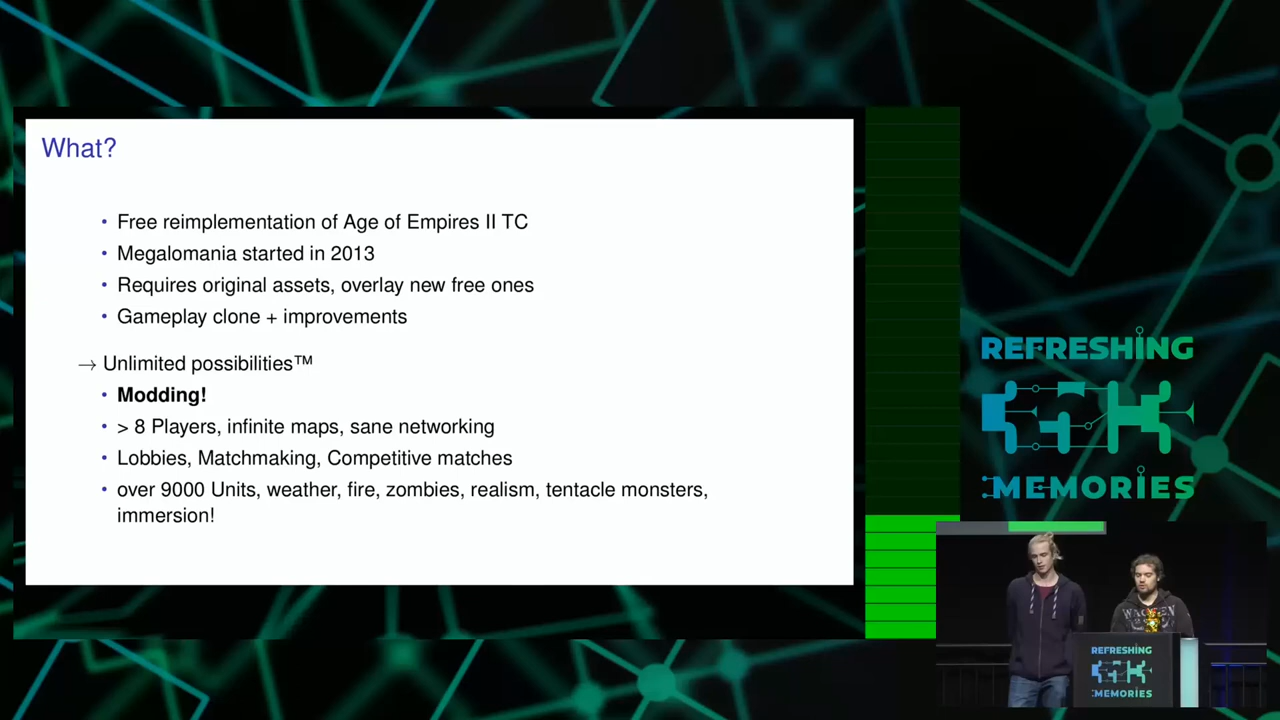 What?
• Free reimplementation of Age of Empires II TC
• Megalomania started in 2013
• Requires original assets, overlay new free ones
• Gameplay clone + improvements
→ Unlimited possibilities™
• Modding!
• > 8 Players, infinite maps, sane networking
• Lobbies, Matchmaking, Competitive matches
• over 9000 Units, weather, fire, zombies, realism, tentacle monsters,
immersion!
REFRESHING
MEMORIES
REFRESHING
MEMORIES